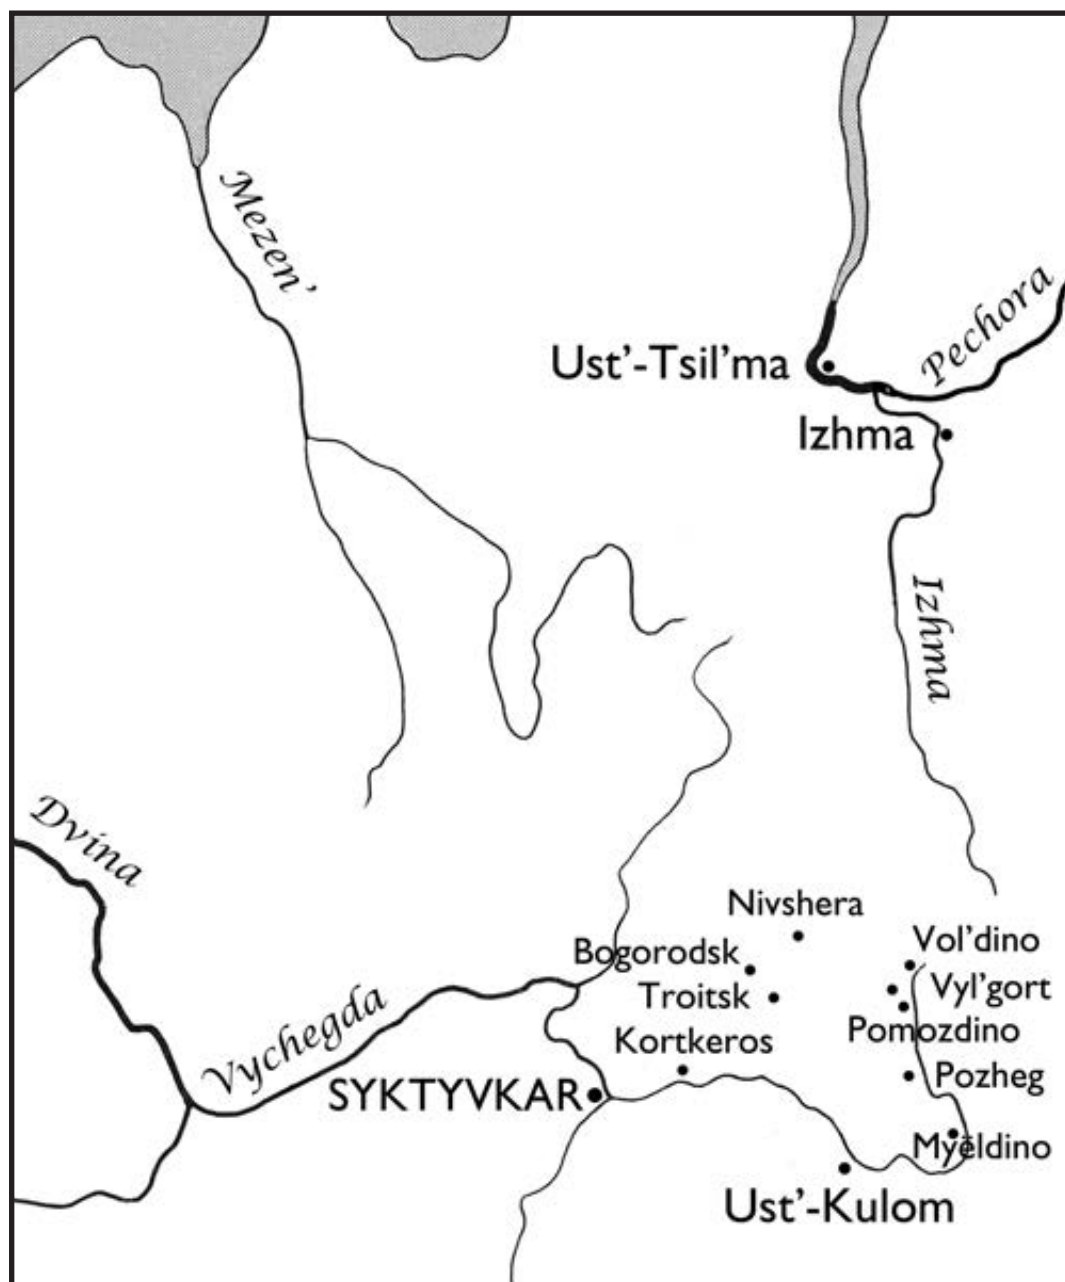 Mezen’
Pechora
Ust’-Tsil’ma
Izhma
Izhma
Dvina
Nivshera
Vol’dino
Bogorodsk
Vyl’gort
Troitsk
Pomozdino
Kortkeros
Vychegda
Pozheg
SYKTYVKAR
Myëldino
Ust’-Kulom